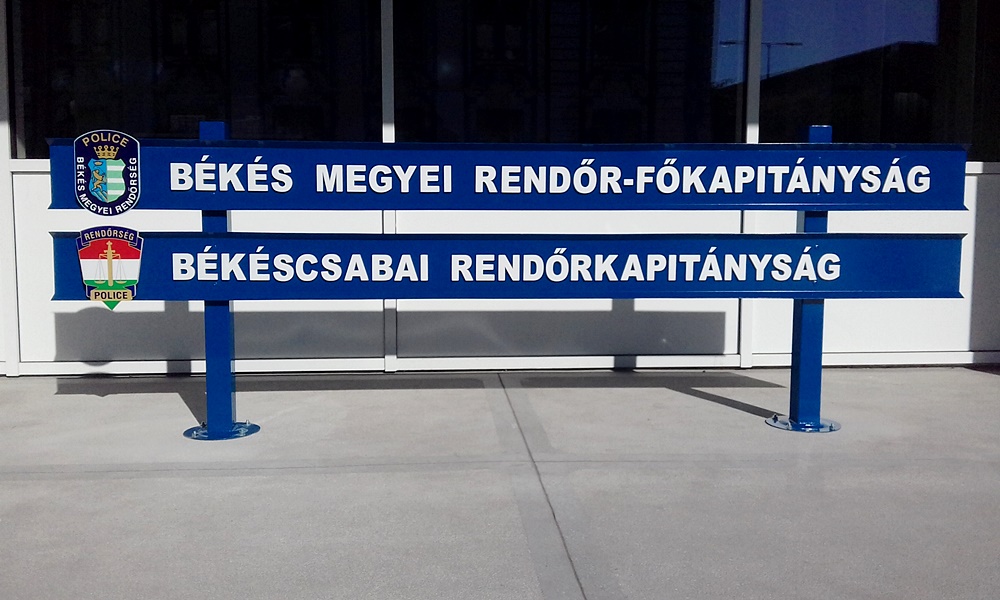 POLICE
BÉKÉS MEGYEI RENDŐRSÉG
BÉKÉS MEGYEI RENDŐR-FŐKAPITÁNYSÁG
RENDŐRSÉG
POLICE
BÉKÉSCSABAI RENDŐRKAPITÁNYSÁG